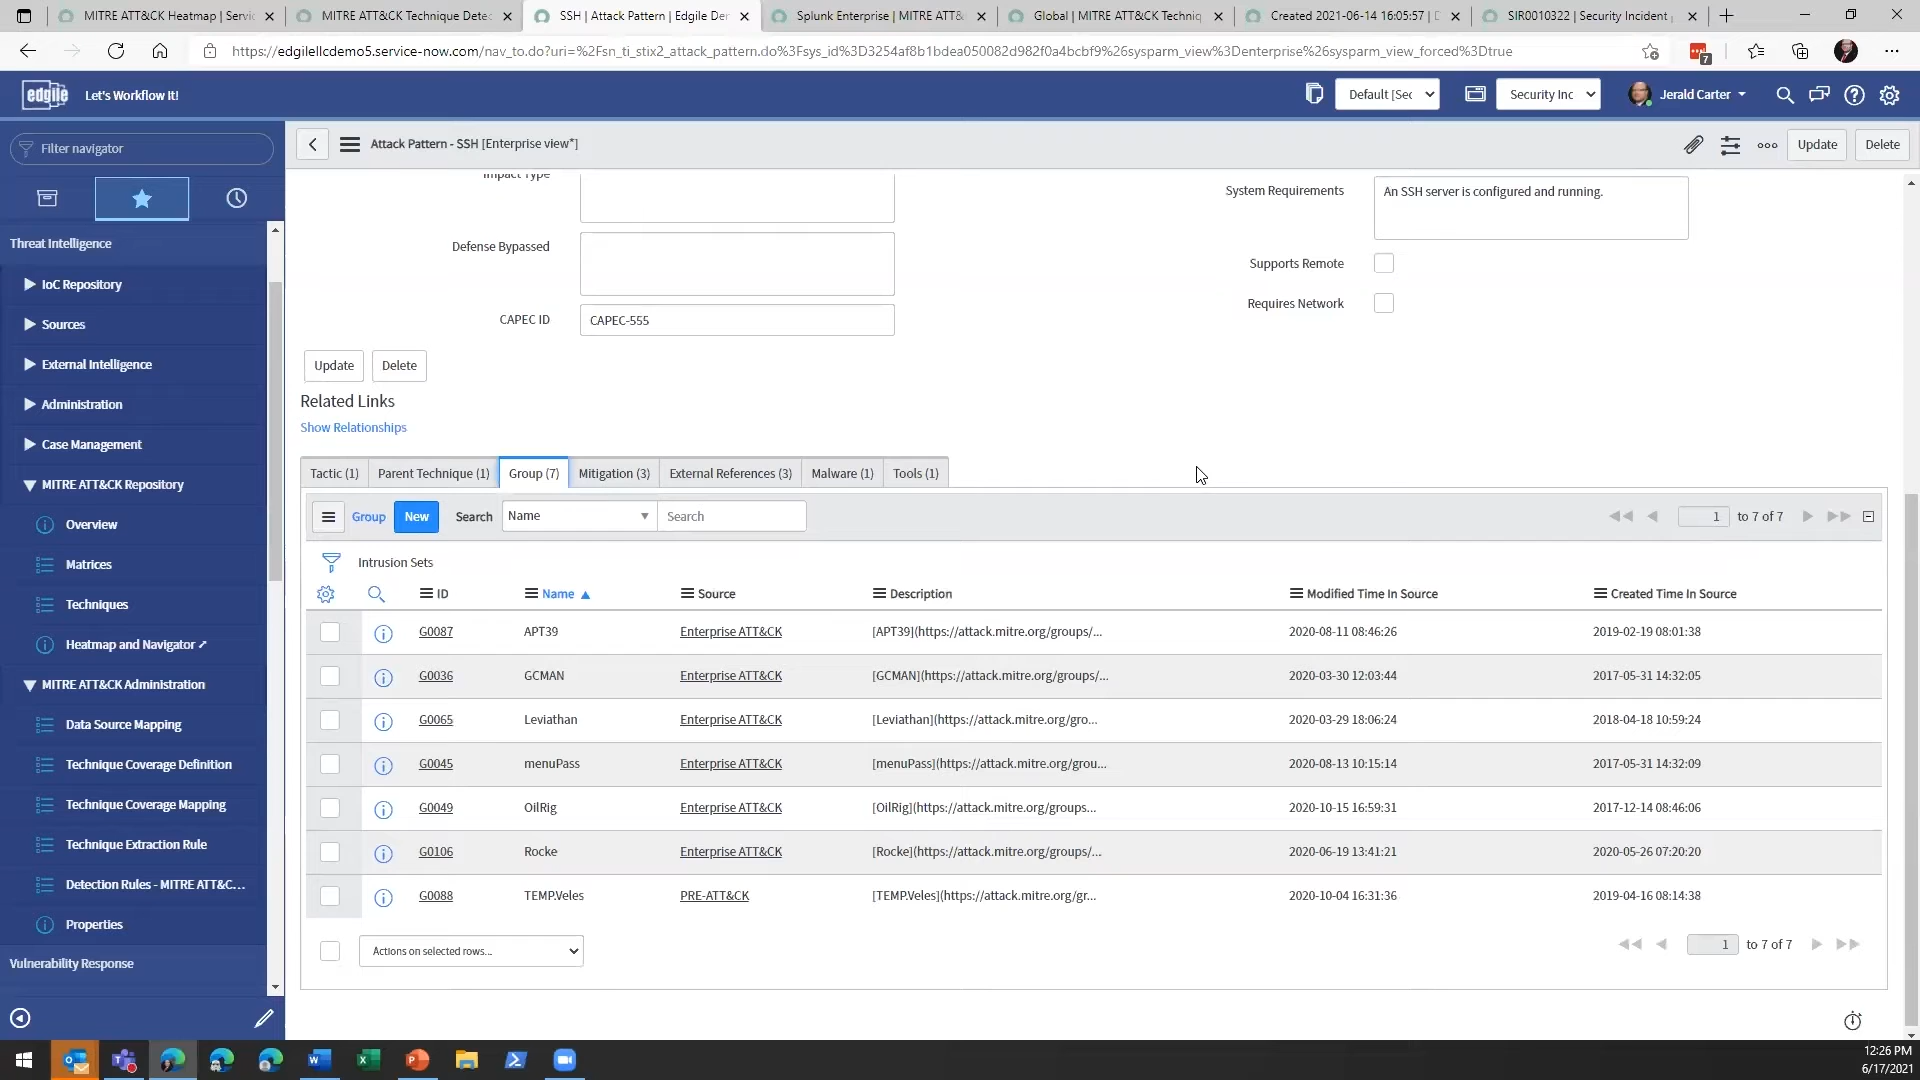 MITRE ATT&CK Heatmap | Servic
MITRE ATT&CK Technique Detec
SSH | Attack Pattern | Edgile Der
Splunk Enterprise | MITRE ATT&
Global | MITRE ATT&CK Techniq
Created 2021-06-14 16:05:57 | D
SIR0010322 | Security Incident
https://edgilellcdemo5.service-now.com/nav_to.do?uri=%2Fsn_ti_stix2_attack_pattern.do%3Fsys_id%3D3254af8b1bdea050082d982f0a4bcbf9%26sysparm_view%3Denterprise%26sysparm_view_forced%3Dtrue
7
edgile Let's Workflow It!
Default [Sec
Security Inc
Jerald Carter
Filter navigator
Attack Pattern - SSH [Enterprise view*]
Update
Delete
Threat Intelligence
IoC Repository
Sources
External Intelligence
Administration
Case Management
MITRE ATT&CK Repository
Overview
Matrices
Techniques
Heatmap and Navigator
MITRE ATT&CK Administration
Data Source Mapping
Technique Coverage Definition
Technique Coverage Mapping
Technique Extraction Rule
Detection Rules - MITRE ATT&C...
Properties
Vulnerability Response
Impact Type
System Requirements An SSH server is configured and running.
Defense Bypassed
Supports Remote
Requires Network
CAPEC ID CAPEC-555
Update Delete
Related Links
Show Relationships
Tactic (1) Parent Technique (1) Group (7) Mitigation (3) External References (3) Malware (1) Tools (1)
Group New Search Name Search 1 to 7 of 7
Intrusion Sets
ID Name Source Description Modified Time In Source Created Time In Source
G0087 APT39 Enterprise ATT&CK [APT39](https://attack.mitre.org/groups/... 2020-08-11 08:46:26 2019-02-19 08:01:38
G0036 GCMAN Enterprise ATT&CK [GCMAN](https://attack.mitre.org/groups/... 2020-03-30 12:03:44 2017-05-31 14:32:05
G0065 Leviathan Enterprise ATT&CK [Leviathan](https://attack.mitre.org/gro... 2020-03-29 18:06:24 2018-04-18 10:59:24
G0045 menuPass Enterprise ATT&CK [menuPass](https://attack.mitre.org/grou... 2020-08-13 10:15:14 2017-05-31 14:32:09
G0049 OilRig Enterprise ATT&CK [OilRig](https://attack.mitre.org/groups... 2020-10-15 16:59:31 2017-12-14 08:46:06
G0106 Rocke Enterprise ATT&CK [Rocke](https://attack.mitre.org/groups/... 2020-06-19 13:41:21 2020-05-26 07:20:20
G0088 TEMP.Veles PRE-ATT&CK [TEMP.Veles](https://attack.mitre.org/gr... 2020-10-04 16:31:36 2019-04-16 08:14:38
Actions on selected rows... 1 to 7 of 7
12:26 PM
6/17/2021